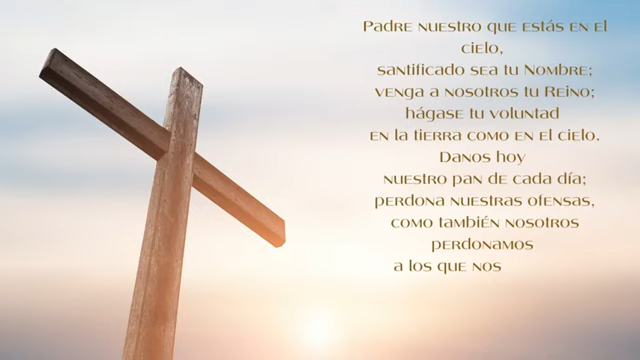 Padre nuestro que estás en el
cielo,
santificado sea tu Nombre;
venga a nosotros tu Reino;
hágase tu voluntad
en la tierra como en el cielo.
Danos hoy
nuestro pan de cada día;
perdona nuestras ofensas,
como también nosotros
perdonamos
a los que nos